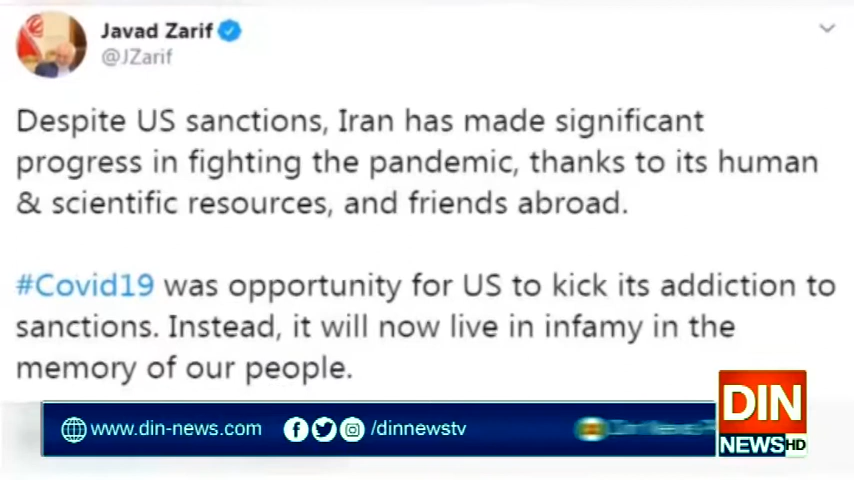 Javad Zarif
@JZarif
Despite US sanctions, Iran has made significant
progress in fighting the pandemic, thanks to its human
& scientific resources, and friends abroad.
#Covid19 was opportunity for US to kick its addiction to
sanctions. Instead, it will now live in infamy in the
memory of our people.
www.din-news.com
/dinnewstv
DIN
NEWS HD